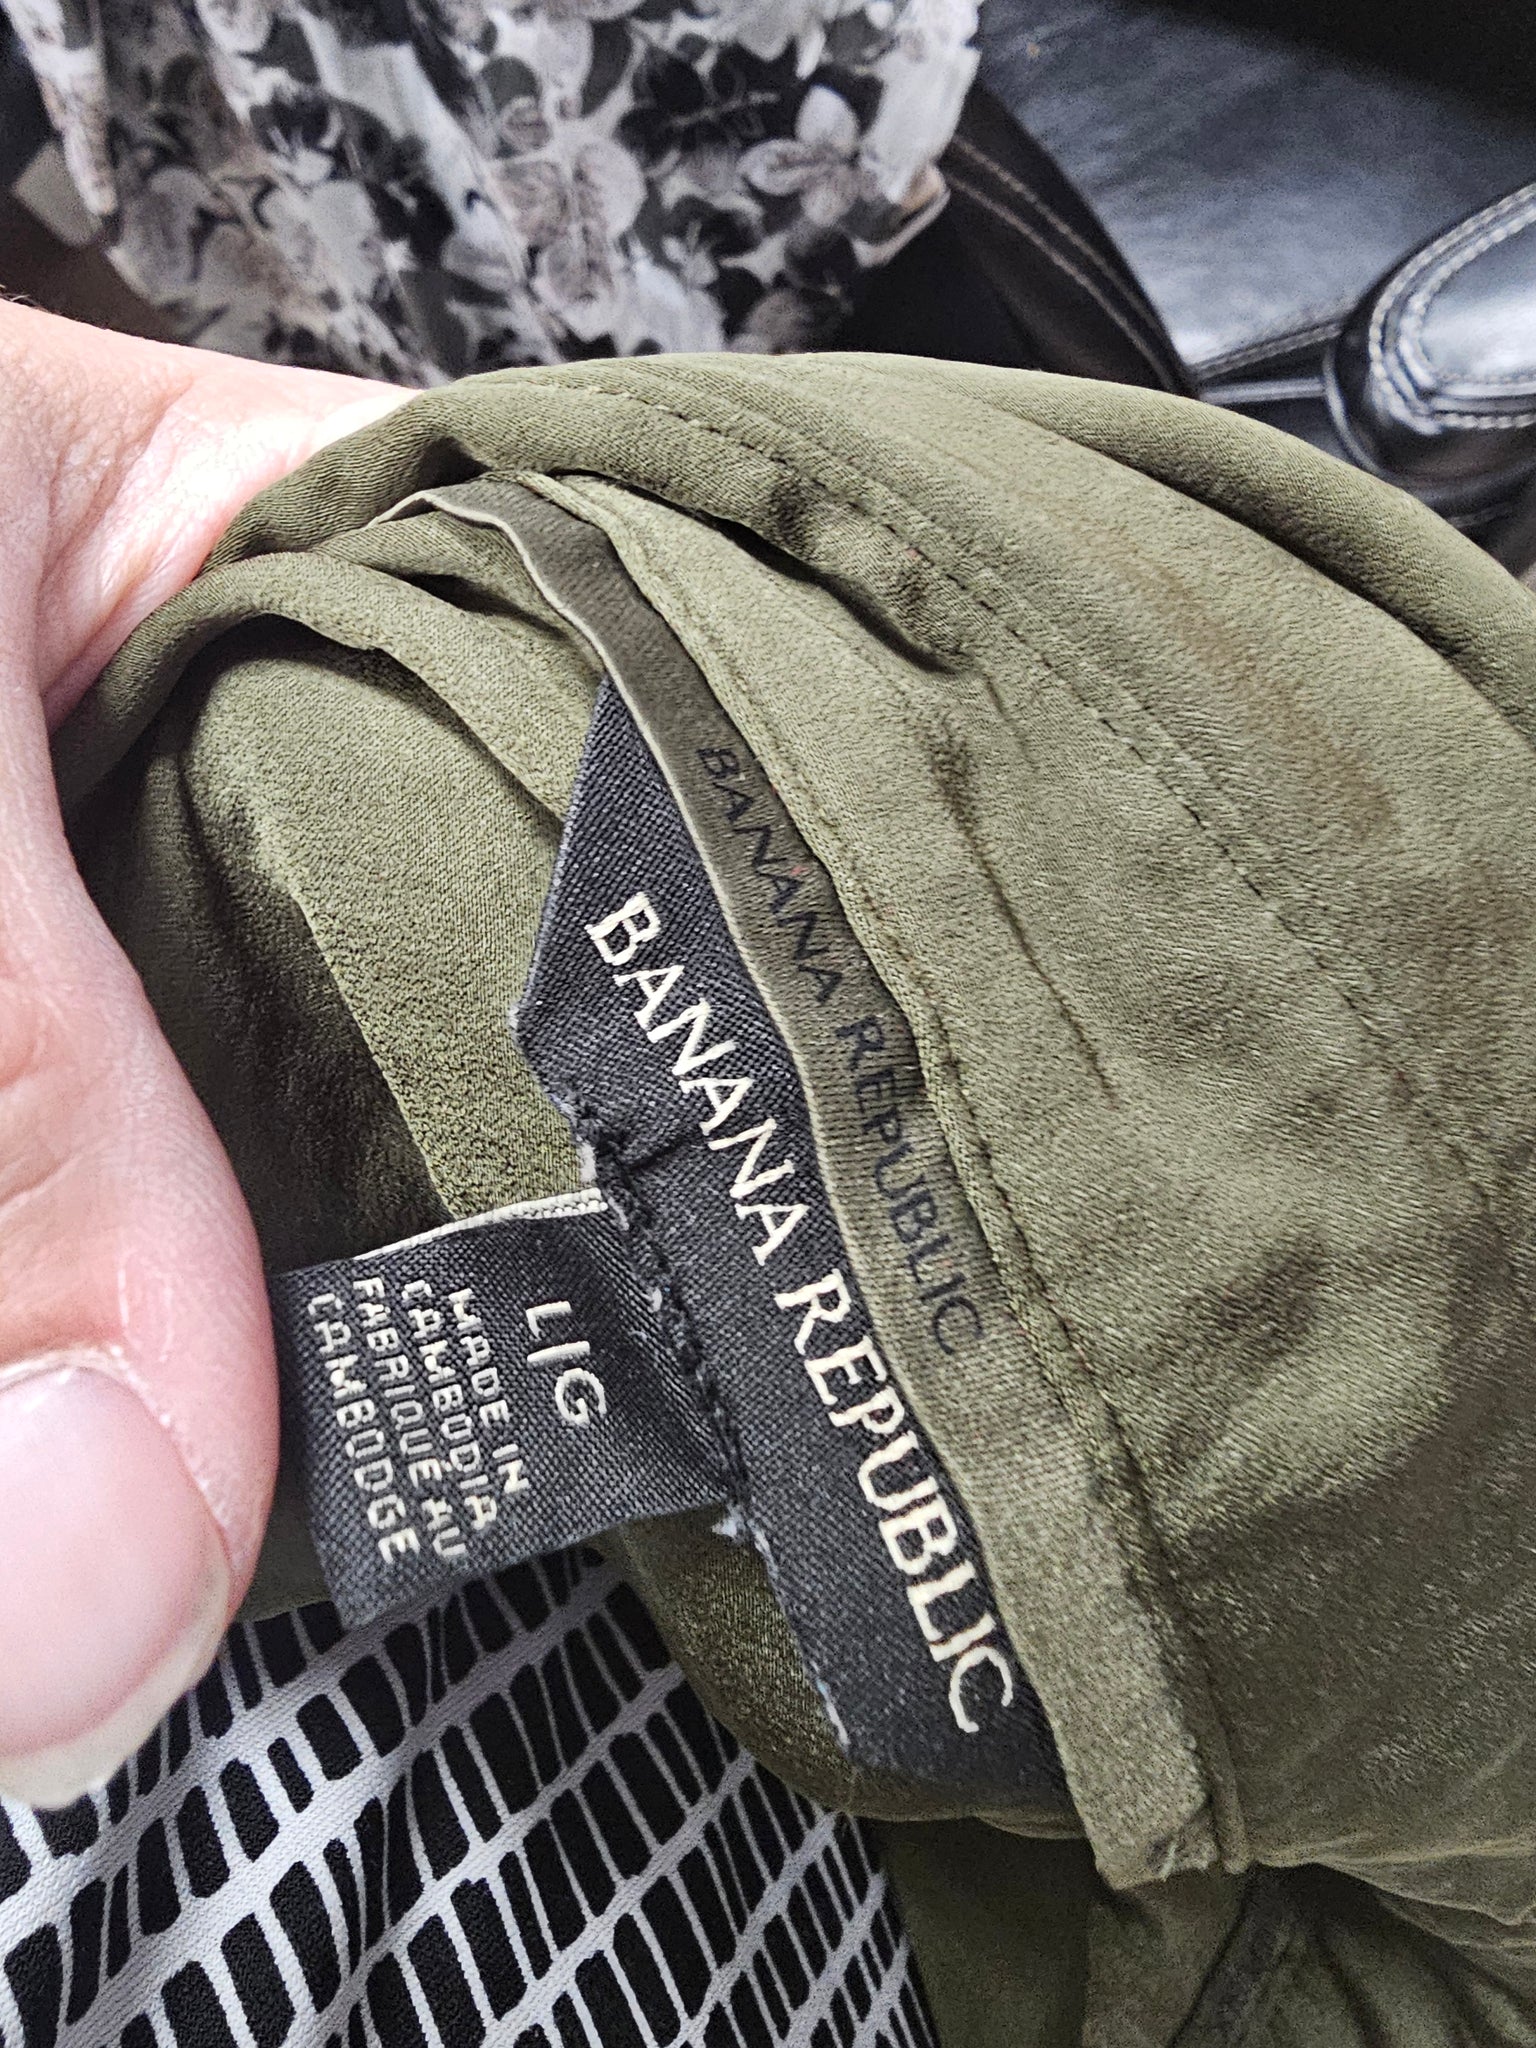 BANANA REPUBLIC
BANANA REPUBLIC
L|G
MADE IN
CAMBODIA
FABRIQUÉ AU
CAMBODGE